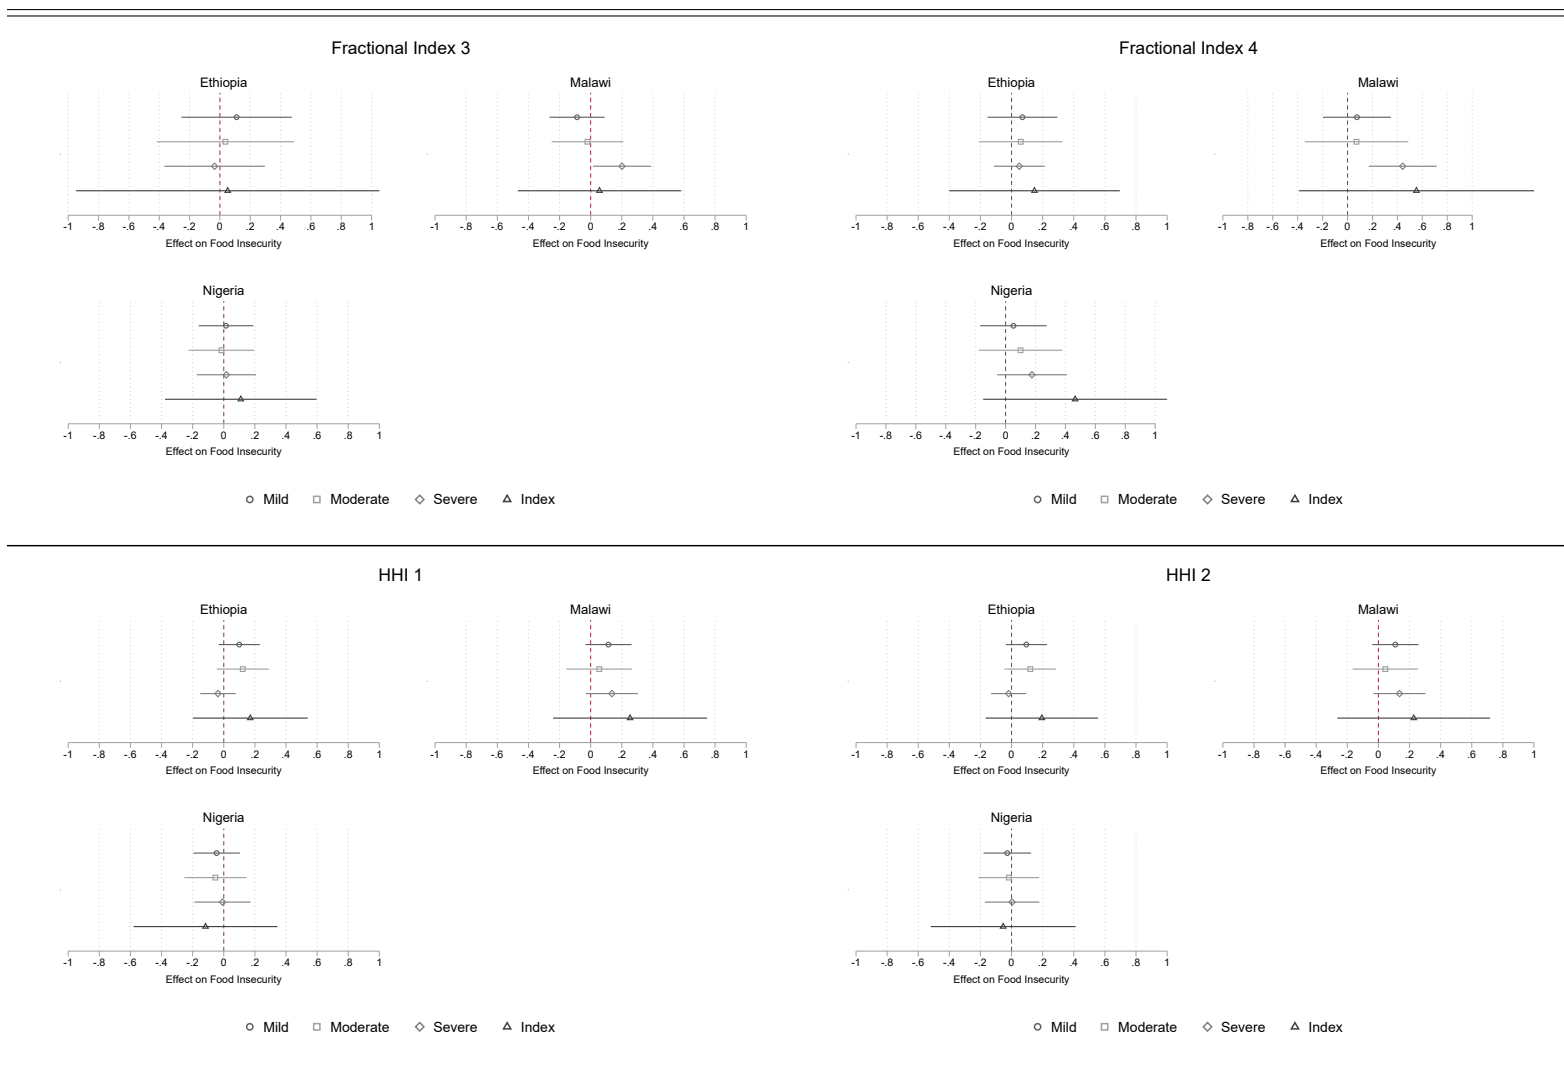 Fractional Index 3
Ethiopia
-1 -.8 -.6 -.4 -.2 0 .2 .4 .6 .8 1
Effect on Food Insecurity
Malawi
-1 -.8 -.6 -.4 -.2 0 .2 .4 .6 .8 1
Effect on Food Insecurity
Nigeria
-1 -.8 -.6 -.4 -.2 0 .2 .4 .6 .8 1
Effect on Food Insecurity
Mild Moderate Severe Index
Fractional Index 4
Ethiopia
-1 -.8 -.6 -.4 -.2 0 .2 .4 .6 .8 1
Effect on Food Insecurity
Malawi
-1 -.8 -.6 -.4 -.2 0 .2 .4 .6 .8 1
Effect on Food Insecurity
Nigeria
-1 -.8 -.6 -.4 -.2 0 .2 .4 .6 .8 1
Effect on Food Insecurity
Mild Moderate Severe Index
HHI 1
Ethiopia
-1 -.8 -.6 -.4 -.2 0 .2 .4 .6 .8 1
Effect on Food Insecurity
Malawi
-1 -.8 -.6 -.4 -.2 0 .2 .4 .6 .8 1
Effect on Food Insecurity
Nigeria
-1 -.8 -.6 -.4 -.2 0 .2 .4 .6 .8 1
Effect on Food Insecurity
Mild Moderate Severe Index
HHI 2
Ethiopia
-1 -.8 -.6 -.4 -.2 0 .2 .4 .6 .8 1
Effect on Food Insecurity
Malawi
-1 -.8 -.6 -.4 -.2 0 .2 .4 .6 .8 1
Effect on Food Insecurity
Nigeria
-1 -.8 -.6 -.4 -.2 0 .2 .4 .6 .8 1
Effect on Food Insecurity
Mild Moderate Severe Index